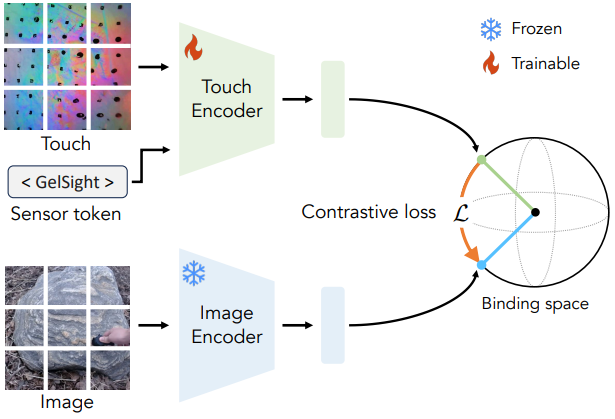 Frozen
Trainable
Touch
Encoder
Touch
< GelSight >
Sensor token
Contrastive loss
ℒ
Binding space
Image
Encoder
Image